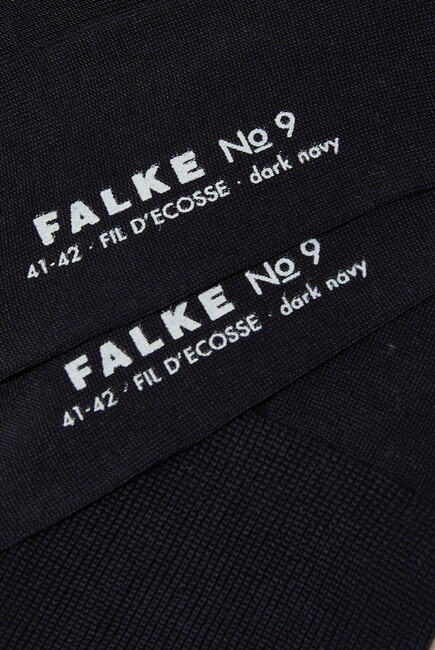 FALKE No 9
41-42 · FIL D'ECOSSE · dark navy
FALKE No 9
41-42 · FIL D'ECOSSE · dark navy